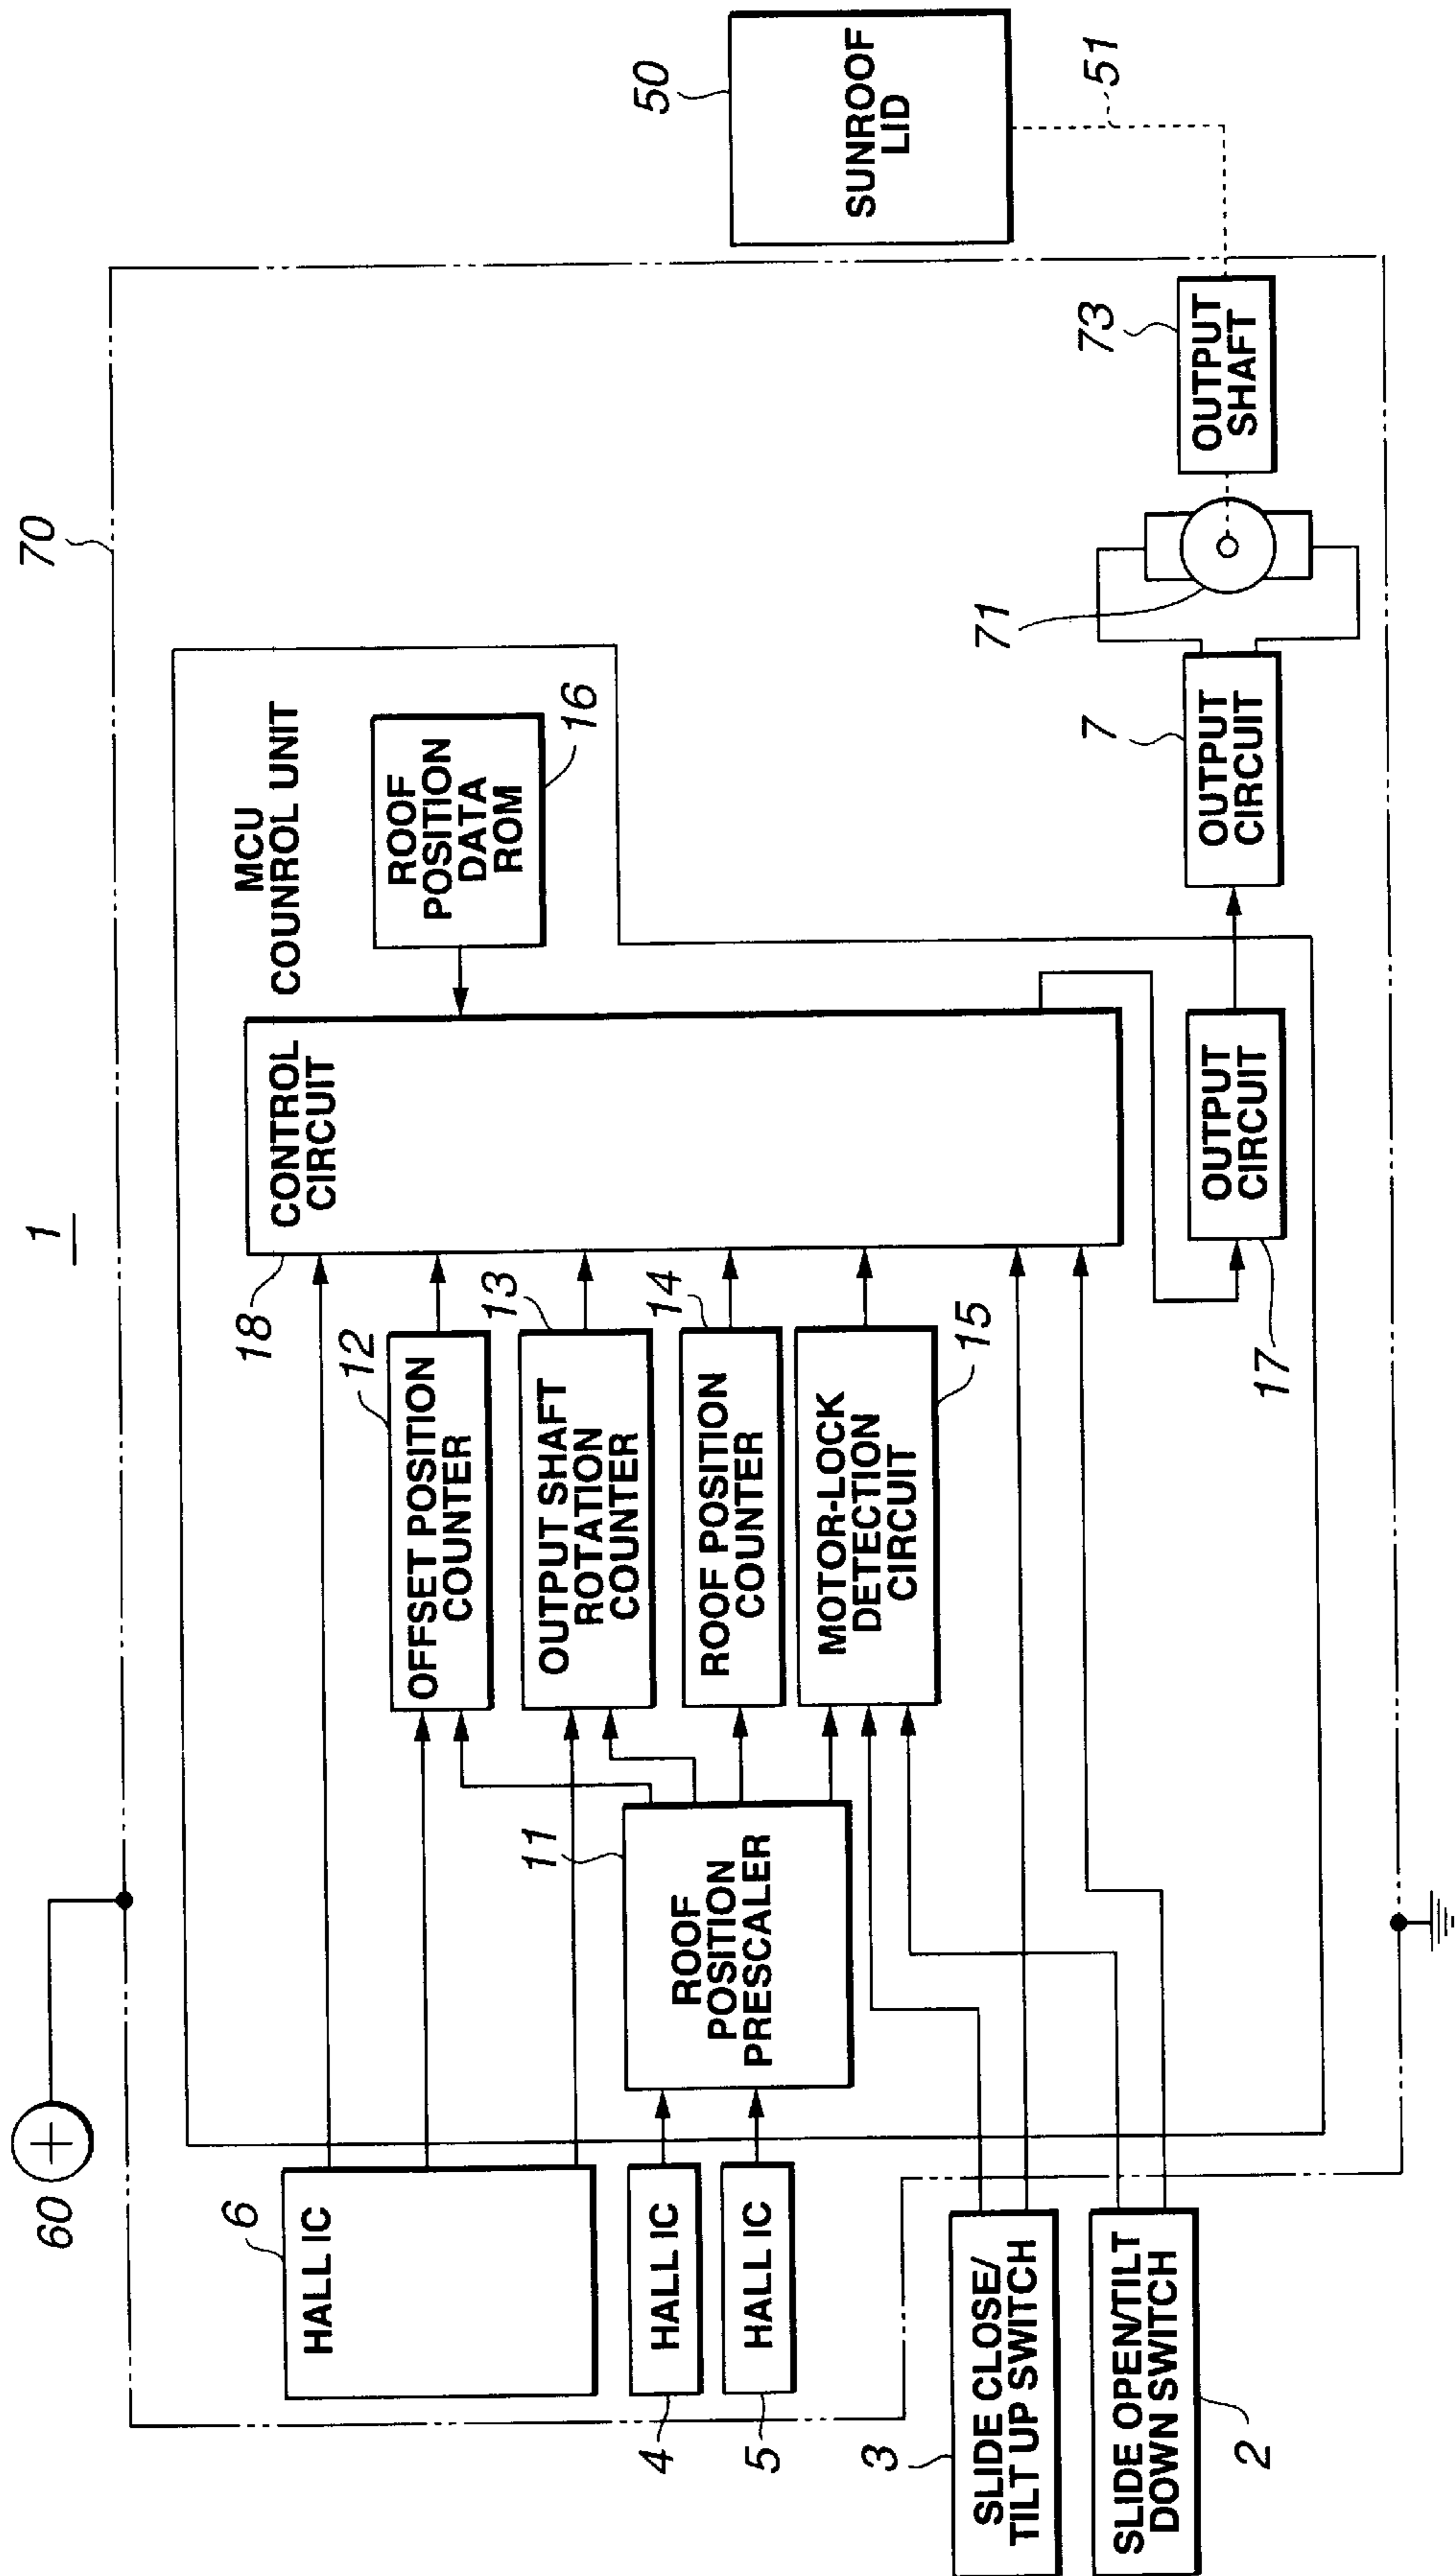 1
60
70
MCU
COUNROL UNIT
6
HALL IC
4
HALL IC
5
HALL IC
3
SLIDE CLOSE/
TILT UP SWITCH
SLIDE OPEN/TILT
DOWN SWITCH
2
11
ROOF
POSITION
PRESCALER
12
OFFSET POSITION
COUNTER
13
OUTPUT SHAFT
ROTATION
COUNTER
14
ROOF POSITION
COUNTER
MOTOR-LOCK
DETECTION
CIRCUIT
15
18
CONTROL
CIRCUIT
ROOF
POSITION
DATA
ROM
16
OUTPUT
CIRCUIT
17
7
OUTPUT
CIRCUIT
71
73
OUTPUT
SHAFT
50
SUNROOF
LID
51